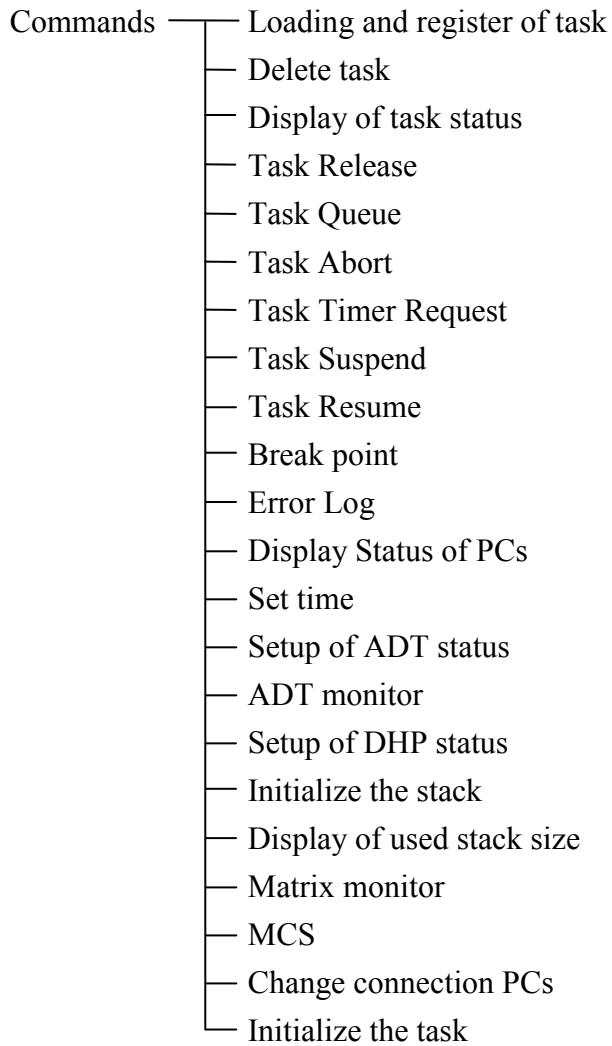 Commands Loading and register of task
Delete task
Display of task status
Task Release
Task Queue
Task Abort
Task Timer Request
Task Suspend
Task Resume
Break point
Error Log
Display Status of PCs
Set time
Setup of ADT status
ADT monitor
Setup of DHP status
Initialize the stack
Display of used stack size
Matrix monitor
MCS
Change connection PCs
Initialize the task